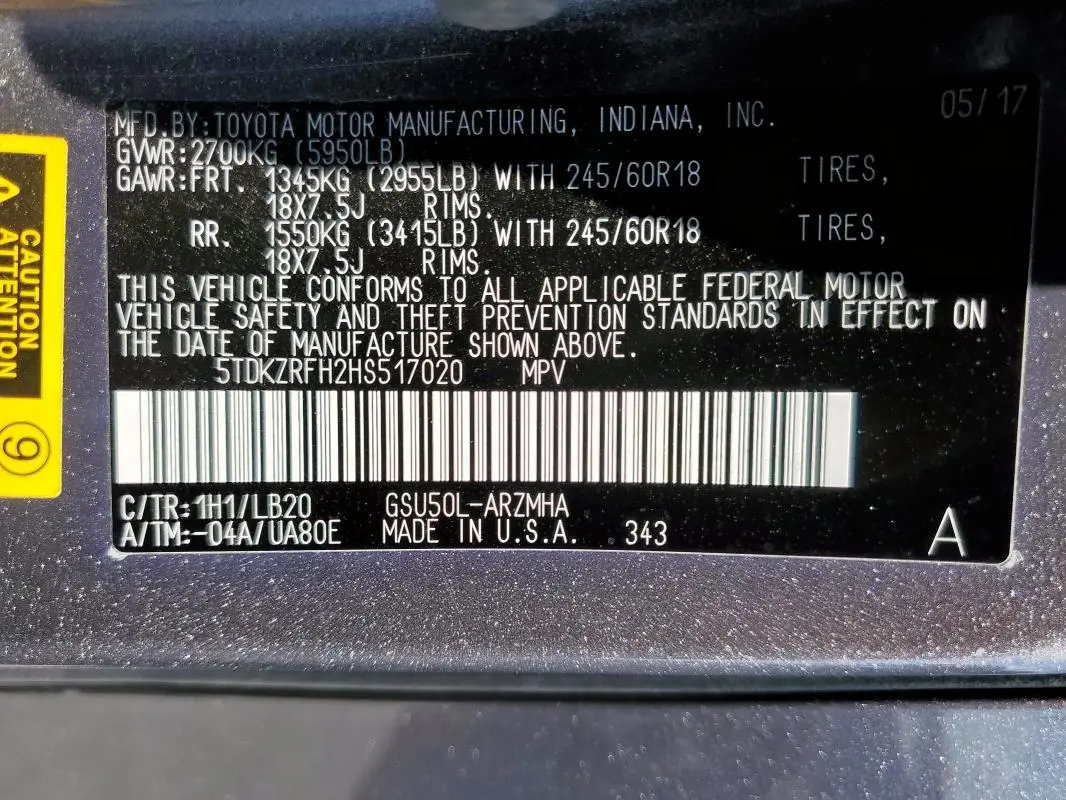 MFD.BY:TOYOTA MOTOR MANUFACTURING, INDIANA, INC. 05/17
GVWR:2700KG (5950LB)
GAWR:FRT. 1345KG (2955LB) WITH 245/60R18 TIRES,
18X7.5J RIMS.
RR. 1550KG (3415LB) WITH 245/60R18 TIRES,
18X7.5J RIMS.
THIS VEHICLE CONFORMS TO ALL APPLICABLE FEDERAL MOTOR
VEHICLE SAFETY AND THEFT PREVENTION STANDARDS IN EFFECT ON
THE DATE OF MANUFACTURE SHOWN ABOVE.
5TDKZRFH2HS517020 MPV
C/TR:1H1/LB20 GSU50L-ARZMHA
A/TM:-04A/UA80E MADE IN U.S.A. 343 A
CAUTION
ATTENTION
9